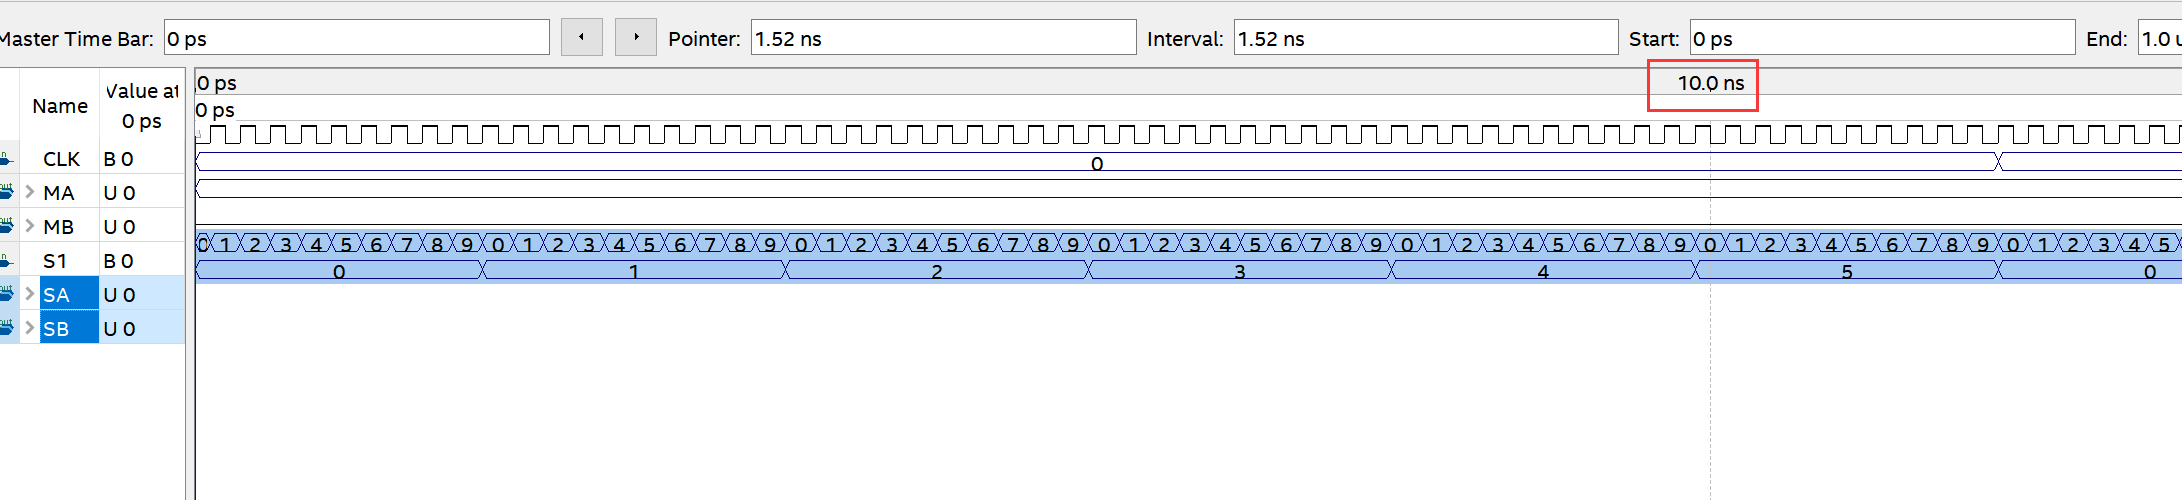 Master Time Bar: 0 ps Pointer: 1.52 ns Interval: 1.52 ns Start: 0 ps End: 1.0 u
Name Value at 0 ps
0 ps 10.0 ns
0 ps
CLK B 0
0
MA U 0
MB U 0
S1 B 0
0 1 2 3 4 5 6 7 8 9 0 1 2 3 4 5 6 7 8 9 0 1 2 3 4 5 6 7 8 9 0 1 2 3 4 5 6 7 8 9 0 1 2 3 4 5 6 7 8 9 0 1 2 3 4 5 6 7 8 9 0 1 2 3 4 5
0 1 2 3 4 5 0
SA U 0
SB U 0